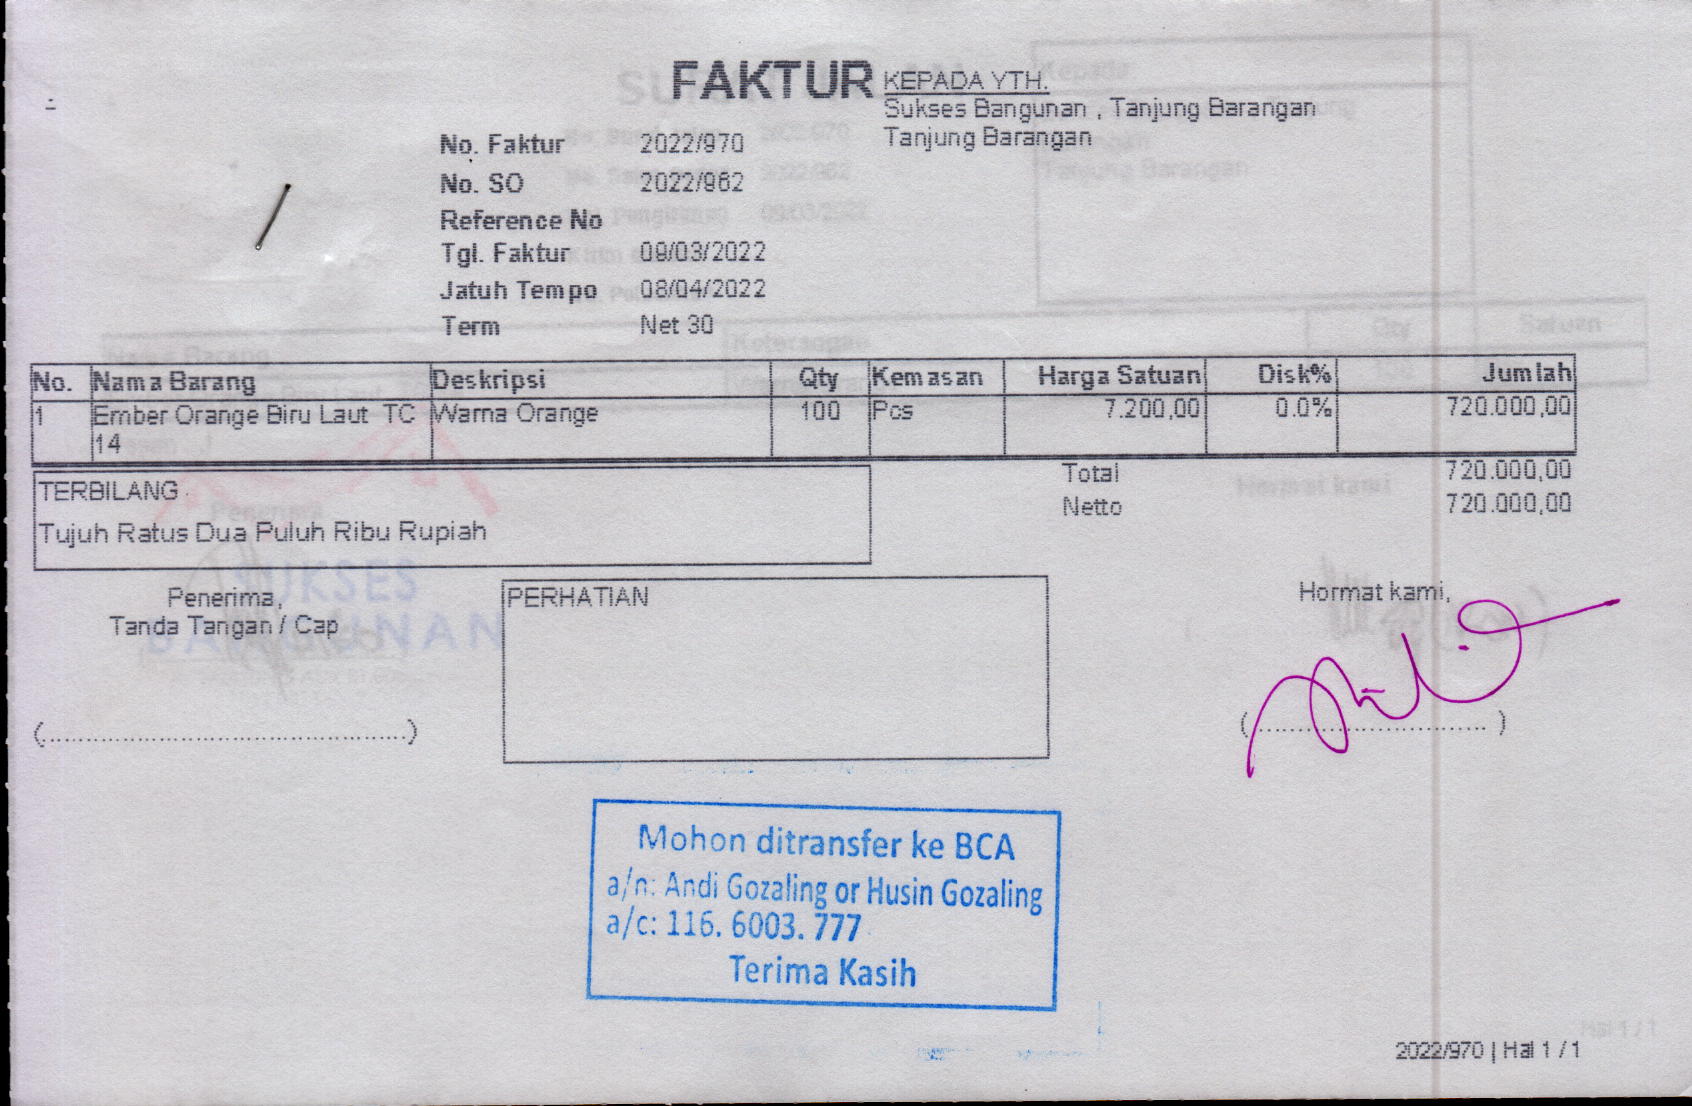 FAKTUR
KEPADA YTH.
Sukses Bangunan , Tanjung Barangan
Tanjung Barangan
No. Faktur 2022/970
No. SO 2022/962
Reference No
Tgl. Faktur 09/03/2022
Jatuh Tempo 08/04/2022
Term Net 30
No. Nama Barang Deskripsi Qty Kemasan Harga Satuan Disk% Jumlah
1 Ember Orange Biru Laut TC Warna Orange 100 Pcs 7.200,00 0.0% 720.000,00
14
Total 720.000,00
Netto 720.000,00
TERBILANG
Tujuh Ratus Dua Puluh Ribu Rupiah
Penerima,
Tanda Tangan / Cap
PERHATIAN
Hormat kami,
SUKSES
BANGUNAN
Mohon ditransfer ke BCA
a/n: Andi Gozaling or Husin Gozaling
a/c: 116. 6003. 777
Terima Kasih
2022/970 | Hal 1 / 1